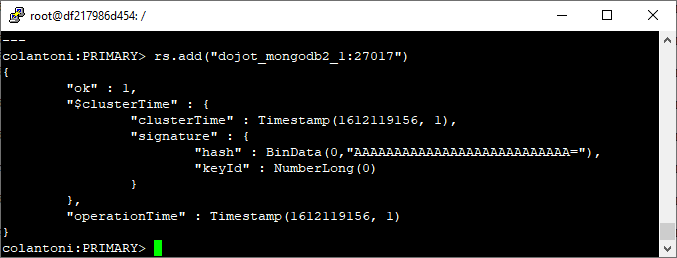 root@df217986d454: /
---
colantoni:PRIMARY> rs.add("dojot_mongodb2_1:27017")
{
        "ok" : 1,
        "$clusterTime" : {
                "clusterTime" : Timestamp(1612119156, 1),
                "signature" : {
                        "hash" : BinData(0,"AAAAAAAAAAAAAAAAAAAAAAAAAAA="),
                        "keyId" : NumberLong(0)
                }
        },
        "operationTime" : Timestamp(1612119156, 1)
}
colantoni:PRIMARY>